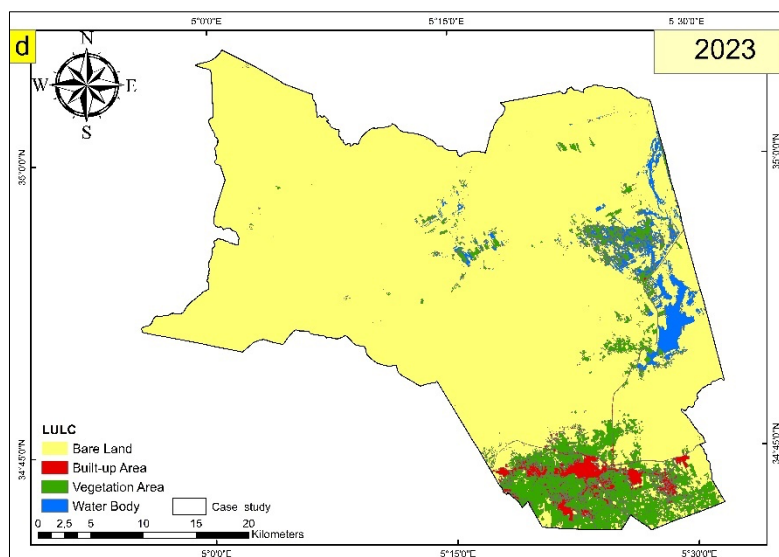 5°0'0"E 5°15'0"E 5°30'0"E
d
2023
N
W E
S
35°0'0"N 35°0'0"N
34°45'0"N 34°45'0"N
LULC
Bare Land
Built-up Area
Vegetation Area
Water Body Case study
0 2,5 5 10 15 20
Kilometers
5°0'0"E 5°15'0"E 5°30'0"E